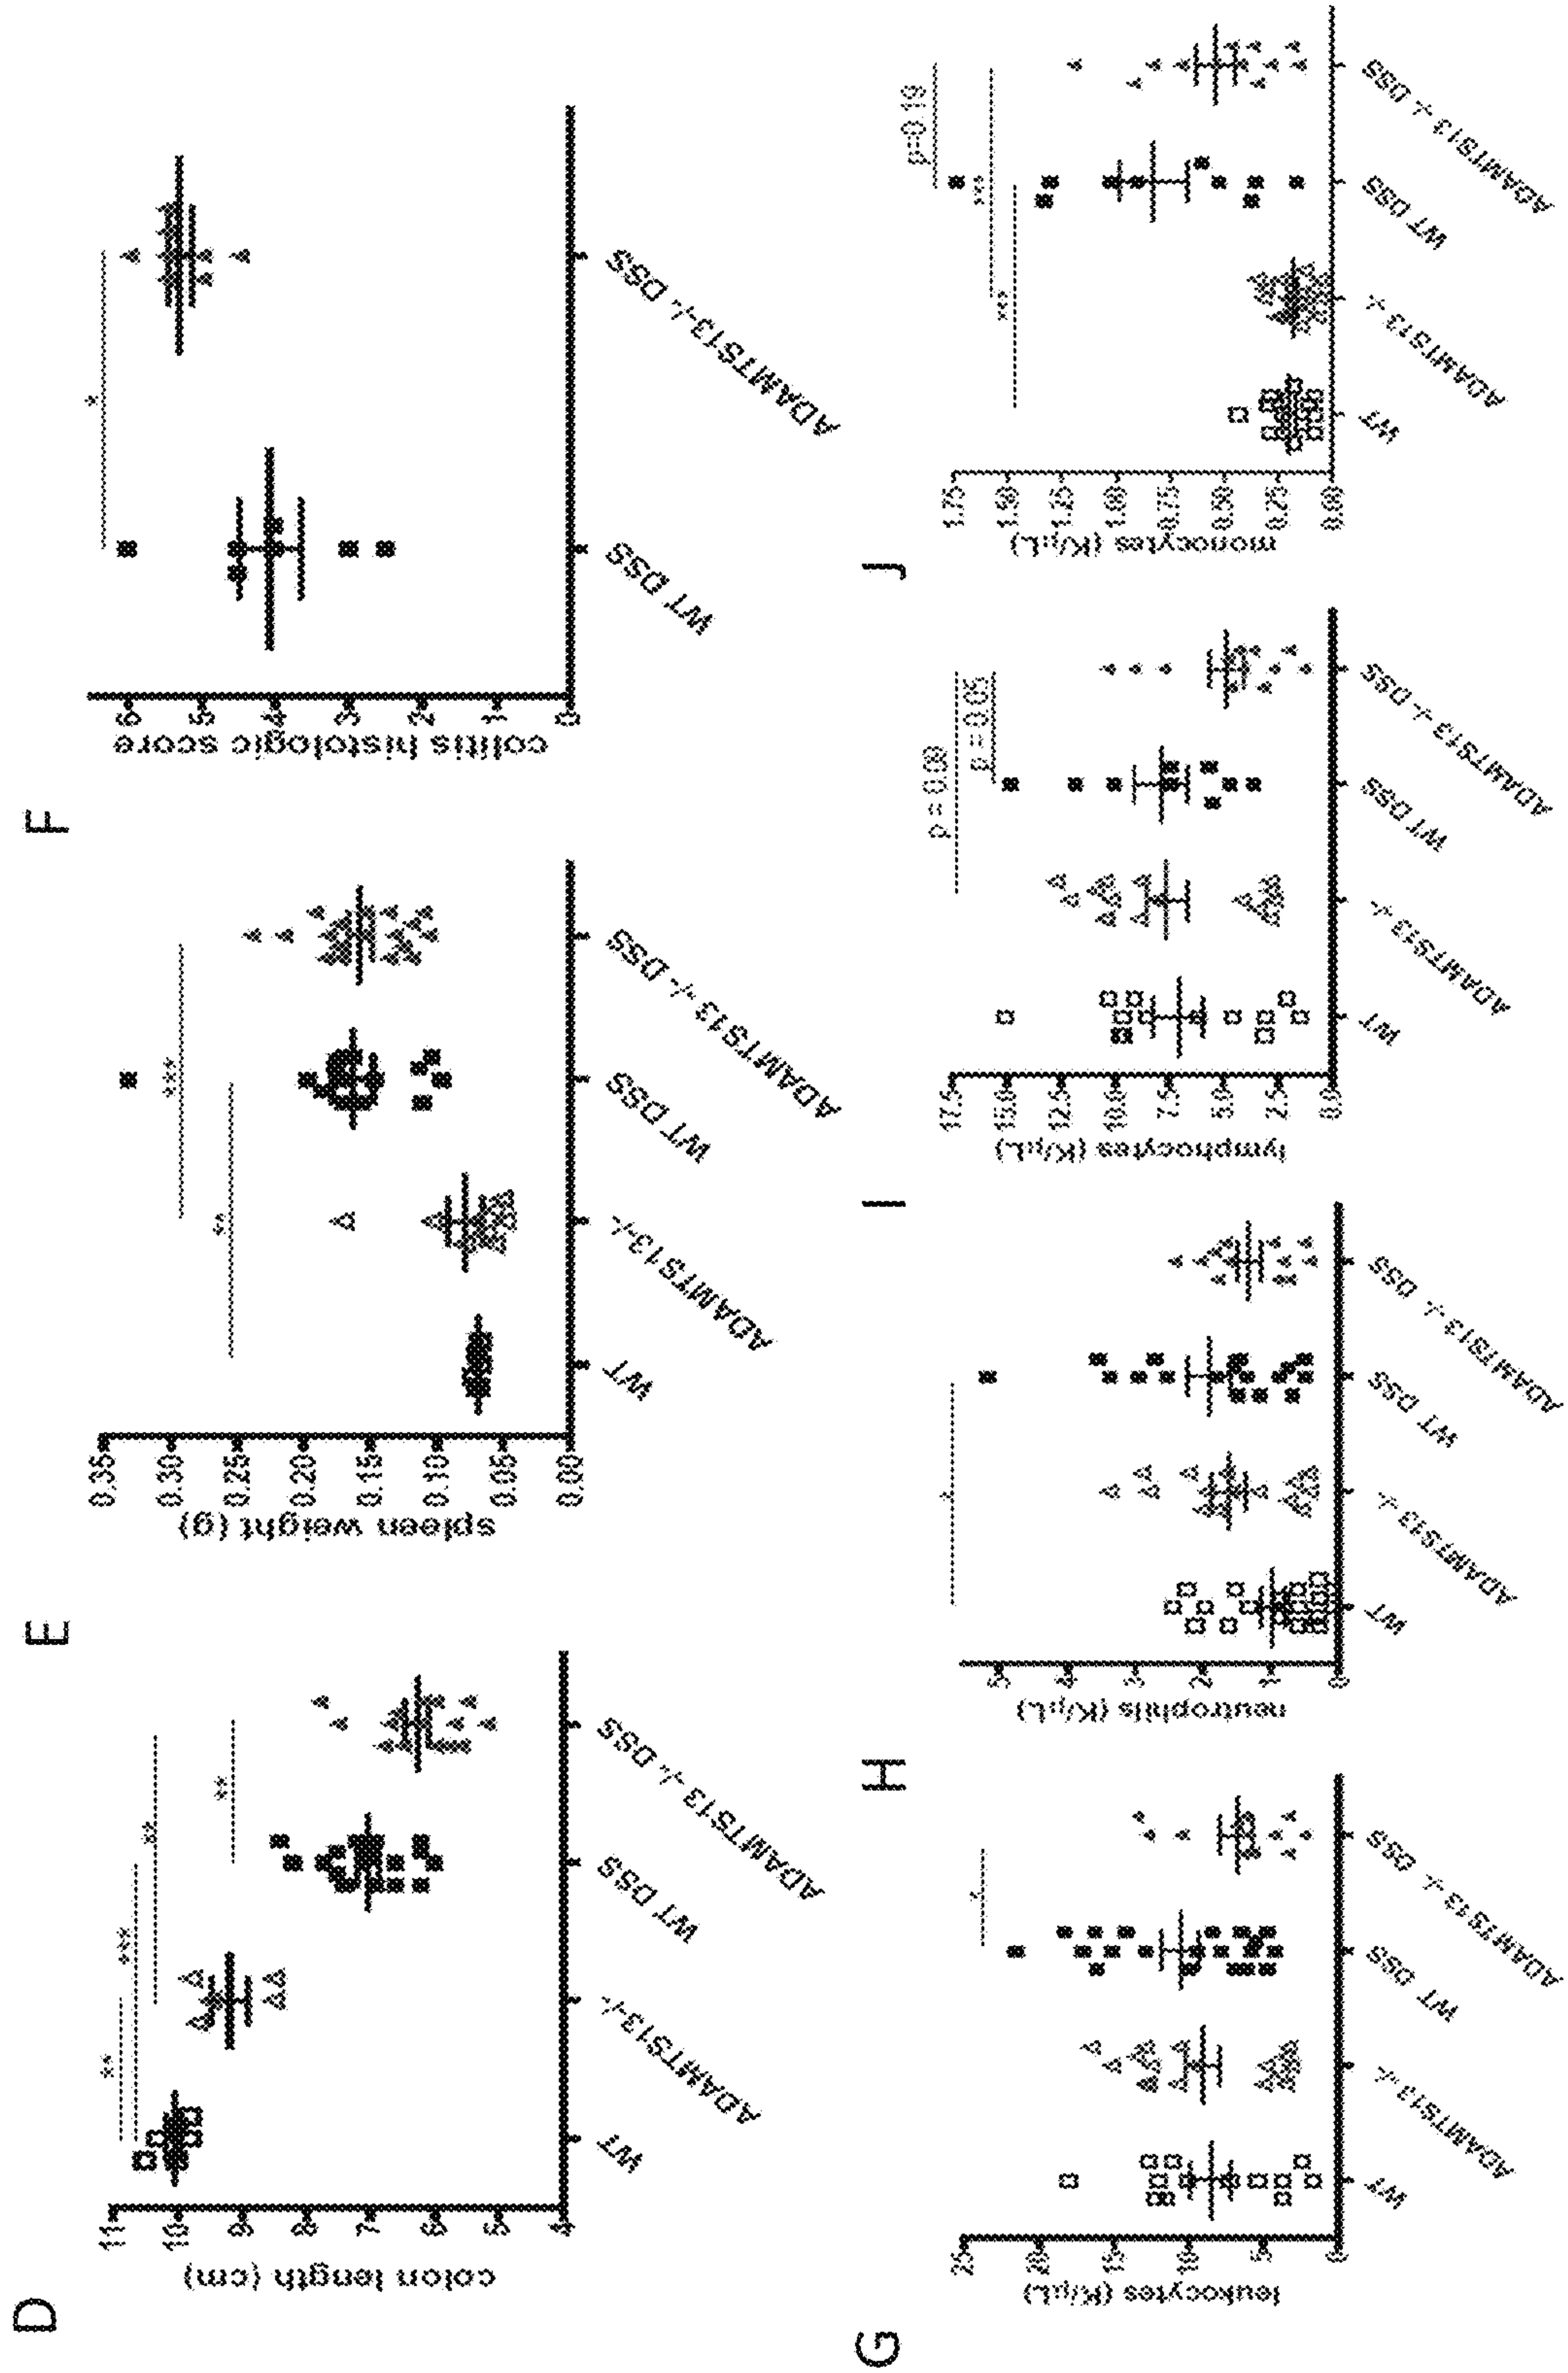 D
colon length (cm)
11
10
9
8
7
6
5
4
**
***
**
**
WT
ADAMTS13-/-
WT DSS
ADAMTS13-/- DSS
E
spleen weight (g)
0.35
0.30
0.25
0.20
0.15
0.10
0.05
0.00
**
***
WT
ADAMTS13-/-
WT DSS
ADAMTS13-/- DSS
F
colitis histologic score
6
5
4
3
2
1
0
*
WT DSS
ADAMTS13-/- DSS
G
leukocytes (K/µL)
25
20
15
10
5
0
*
WT
ADAMTS13-/-
WT DSS
ADAMTS13-/- DSS
H
neutrophils (K/µL)
5
4
3
2
1
0
*
WT
ADAMTS13-/-
WT DSS
ADAMTS13-/- DSS
I
lymphocytes (K/µL)
17.5
15.0
12.5
10.0
7.5
5.0
2.5
0.0
p = 0.09
p = 0.05
WT
ADAMTS13-/-
WT DSS
ADAMTS13-/- DSS
J
monocytes (K/µL)
1.75
1.50
1.25
1.00
0.75
0.50
0.25
0.00
p=0.19
***
***
WT
ADAMTS13-/-
WT DSS
ADAMTS13-/- DSS